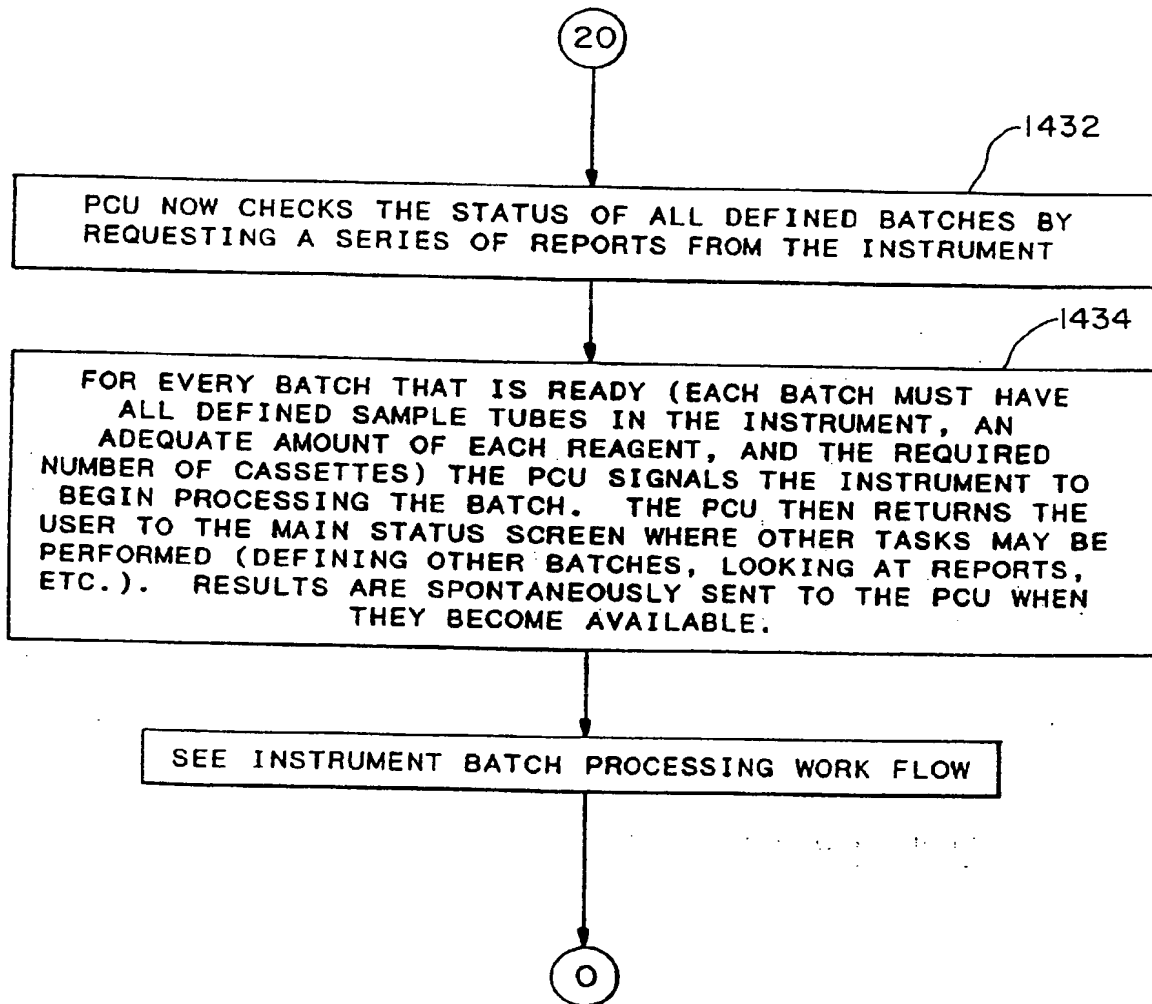 20
1432
PCU NOW CHECKS THE STATUS OF ALL DEFINED BATCHES BY
REQUESTING A SERIES OF REPORTS FROM THE INSTRUMENT
1434
FOR EVERY BATCH THAT IS READY (EACH BATCH MUST HAVE
ALL DEFINED SAMPLE TUBES IN THE INSTRUMENT, AN
ADEQUATE AMOUNT OF EACH REAGENT, AND THE REQUIRED
NUMBER OF CASSETTES) THE PCU SIGNALS THE INSTRUMENT TO
BEGIN PROCESSING THE BATCH. THE PCU THEN RETURNS THE
USER TO THE MAIN STATUS SCREEN WHERE OTHER TASKS MAY BE
PERFORMED (DEFINING OTHER BATCHES, LOOKING AT REPORTS,
ETC.). RESULTS ARE SPONTANEOUSLY SENT TO THE PCU WHEN
THEY BECOME AVAILABLE.
SEE INSTRUMENT BATCH PROCESSING WORK FLOW
O